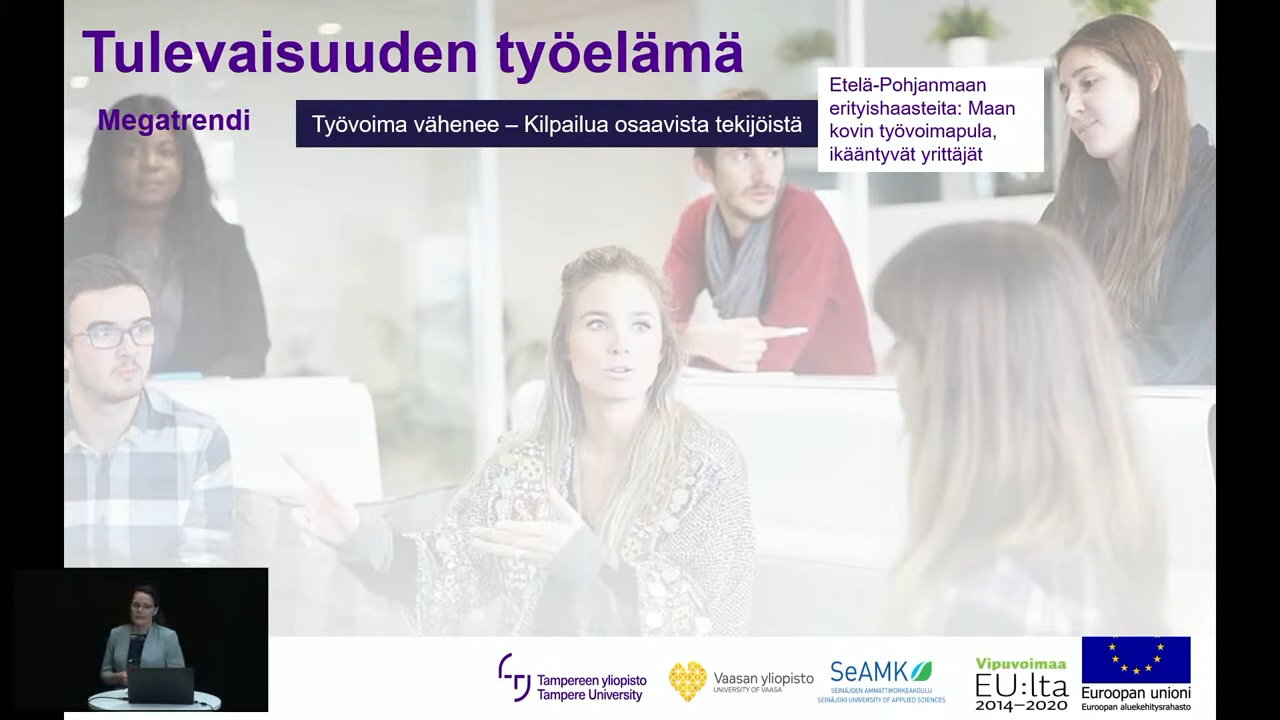 Tulevaisuuden työelämä
Megatrendi
Työvoima vähenee – Kilpailua osaavista tekijöistä
Etelä-Pohjanmaan
erityishaasteita: Maan
kovin työvoimapula,
ikääntyvät yrittäjät
Tampereen yliopisto
Tampere University
Vaasan yliopisto
UNIVERSITY OF VAASA
SeAMK
SEINÄJOEN AMMATTIKORKEAKOULU
SEINÄJOKI UNIVERSITY OF APPLIED SCIENCES
Vipuvoimaa
EU:lta
2014–2020
Euroopan unioni
Euroopan aluekehitysrahasto